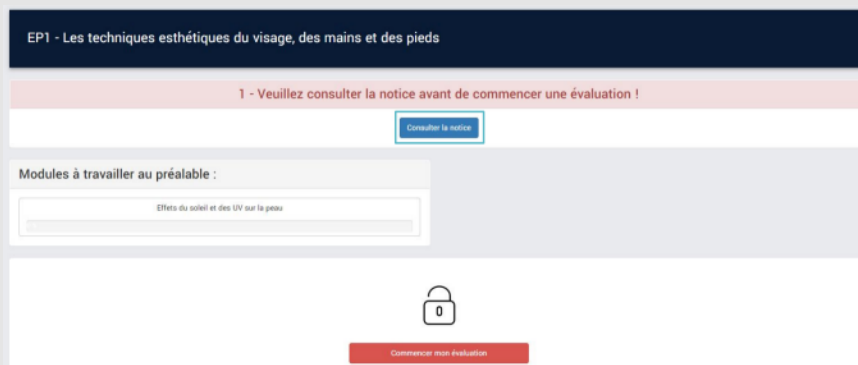 EP1 - Les techniques esthétiques du visage, des mains et des pieds
1 - Veuillez consulter la notice avant de commencer une évaluation !
Consulter la notice
Modules à travailler au préalable :
Effets du soleil et des UV sur la peau
Commencer mon évaluation